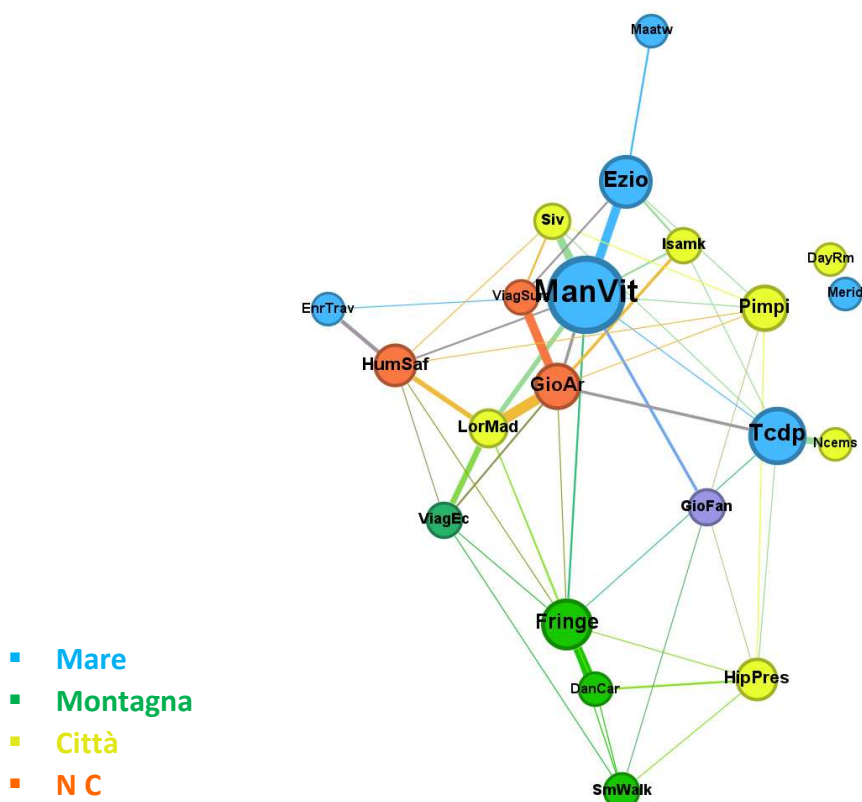 Maatw
Ezio
Siv
Isamk
DayRm
ManVit
ViagSure
Merid
EnrTrav
Pimpi
HumSaf
GioAr
LorMad
Tcdp
Ncems
GioFan
ViagEc
Fringe
DanCar
HipPres
SmWalk
▪ Mare
▪ Montagna
▪ Città
▪ N C